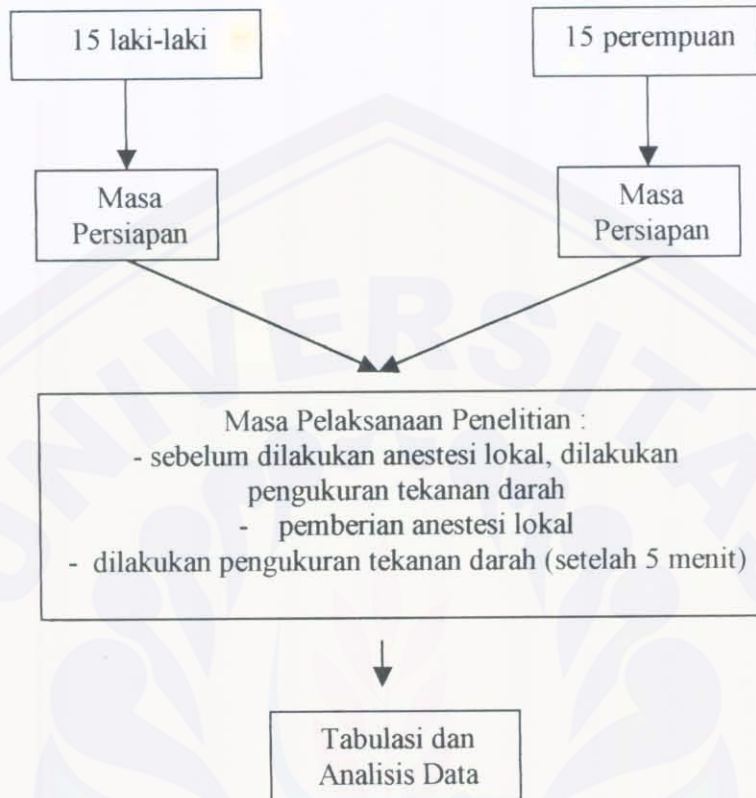 15 laki-laki
15 perempuan
Masa
Persiapan
Masa
Persiapan
Masa Pelaksanaan Penelitian :
- sebelum dilakukan anestesi lokal, dilakukan
pengukuran tekanan darah
- pemberian anestesi lokal
- dilakukan pengukuran tekanan darah (setelah 5 menit)
Tabulasi dan
Analisis Data
UNIVERSITA